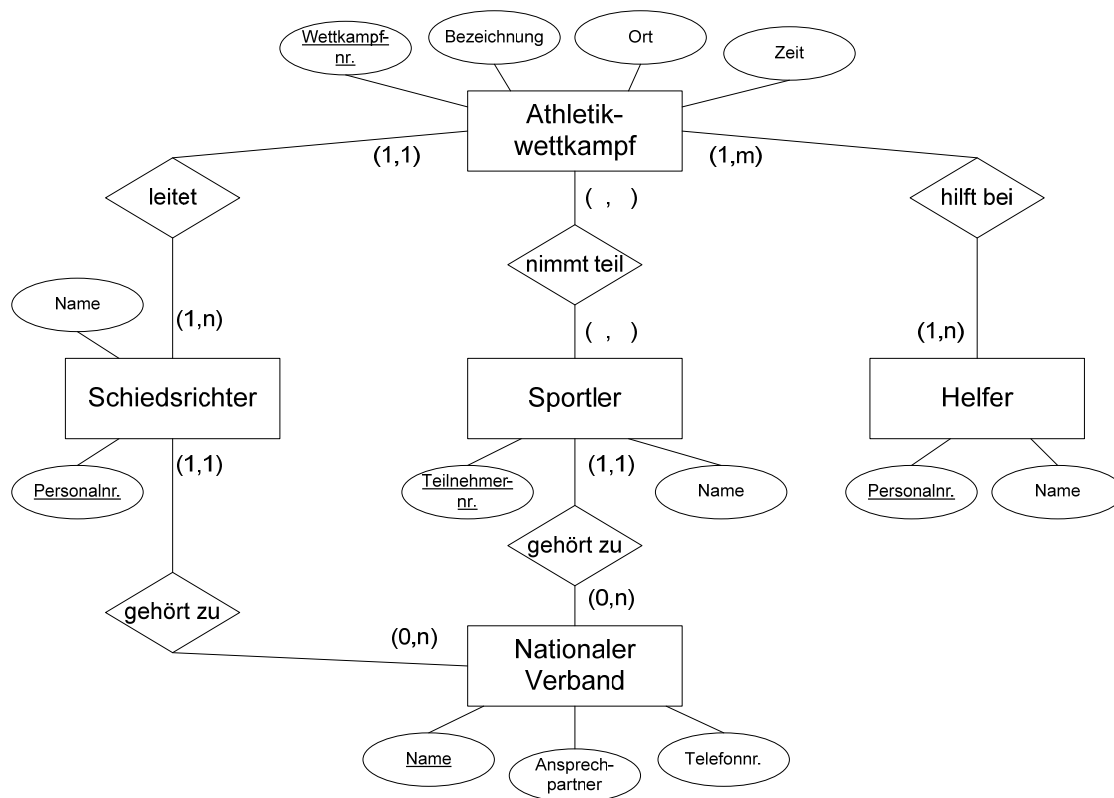 Wettkampf-
nr.
Bezeichnung
Ort
Zeit
Athletik-
wettkampf
(1,1)
( , )
(1,m)
leitet
nimmt teil
hilft bei
Name
(1,n)
( , )
(1,n)
Schiedsrichter
Sportler
Helfer
(1,1)
(1,1)
Personalnr.
Teilnehmer-
nr.
Name
Personalnr.
Name
gehört zu
gehört zu
(0,n)
(0,n)
Nationaler
Verband
Name
Ansprech-
partner
Telefonnr.